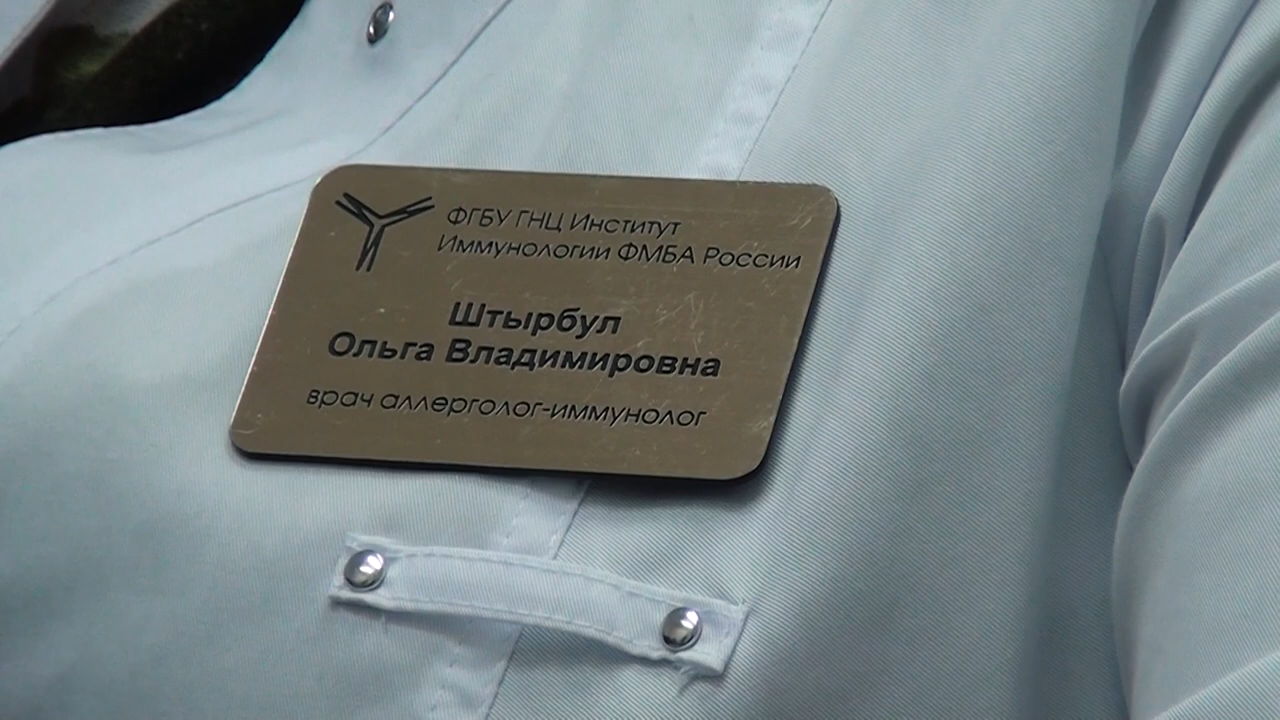 ФГБУ ГНЦ Институт
Иммунологии ФМБА России
Штырбул
Ольга Владимировна
врач аллерголог-иммунолог